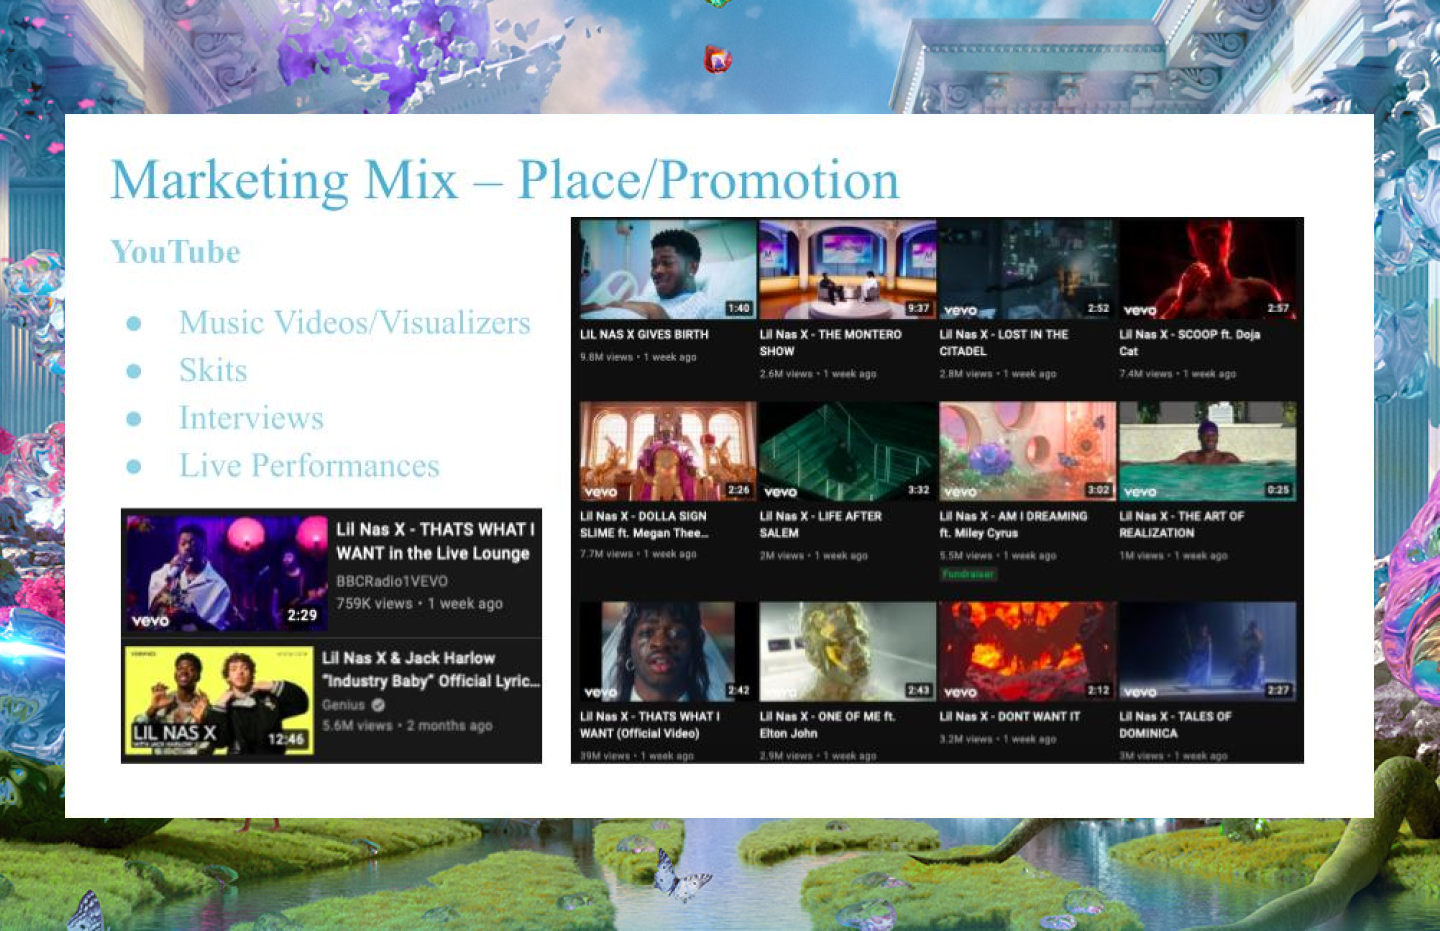 Marketing Mix – Place/Promotion
YouTube
● Music Videos/Visualizers
● Skits
● Interviews
● Live Performances
vevo
2:29
Lil Nas X - THATS WHAT I
WANT in the Live Lounge
BBCRadio1VEVO
759K views • 1 week ago
LIL NAS X
WITH JACK HARLOW
12:46
Lil Nas X & Jack Harlow
“Industry Baby” Official Lyric...
Genius
5.6M views • 2 months ago
1:40
9:37
vevo
2:52
vevo
2:57
LIL NAS X GIVES BIRTH
9.8M views • 1 week ago
Lil Nas X - THE MONTERO
SHOW
2.6M views • 1 week ago
Lil Nas X - LOST IN THE
CITADEL
2.8M views • 1 week ago
Lil Nas X - SCOOP ft. Doja
Cat
7.4M views • 1 week ago
vevo
2:26
vevo
3:32
vevo
3:02
vevo
0:25
Lil Nas X - DOLLA SIGN
SLIME ft. Megan Thee...
7.7M views • 1 week ago
Lil Nas X - LIFE AFTER
SALEM
2M views • 1 week ago
Lil Nas X - AM I DREAMING
ft. Miley Cyrus
5.5M views • 1 week ago
Fundraiser
Lil Nas X - THE ART OF
REALIZATION
1M views • 1 week ago
vevo
2:42
vevo
2:43
vevo
2:12
vevo
2:27
Lil Nas X - THATS WHAT I
WANT (Official Video)
39M views • 1 week ago
Lil Nas X - ONE OF ME ft.
Elton John
2.9M views • 1 week ago
Lil Nas X - DONT WANT IT
3.2M views • 1 week ago
Lil Nas X - TALES OF
DOMINICA
3M views • 1 week ago